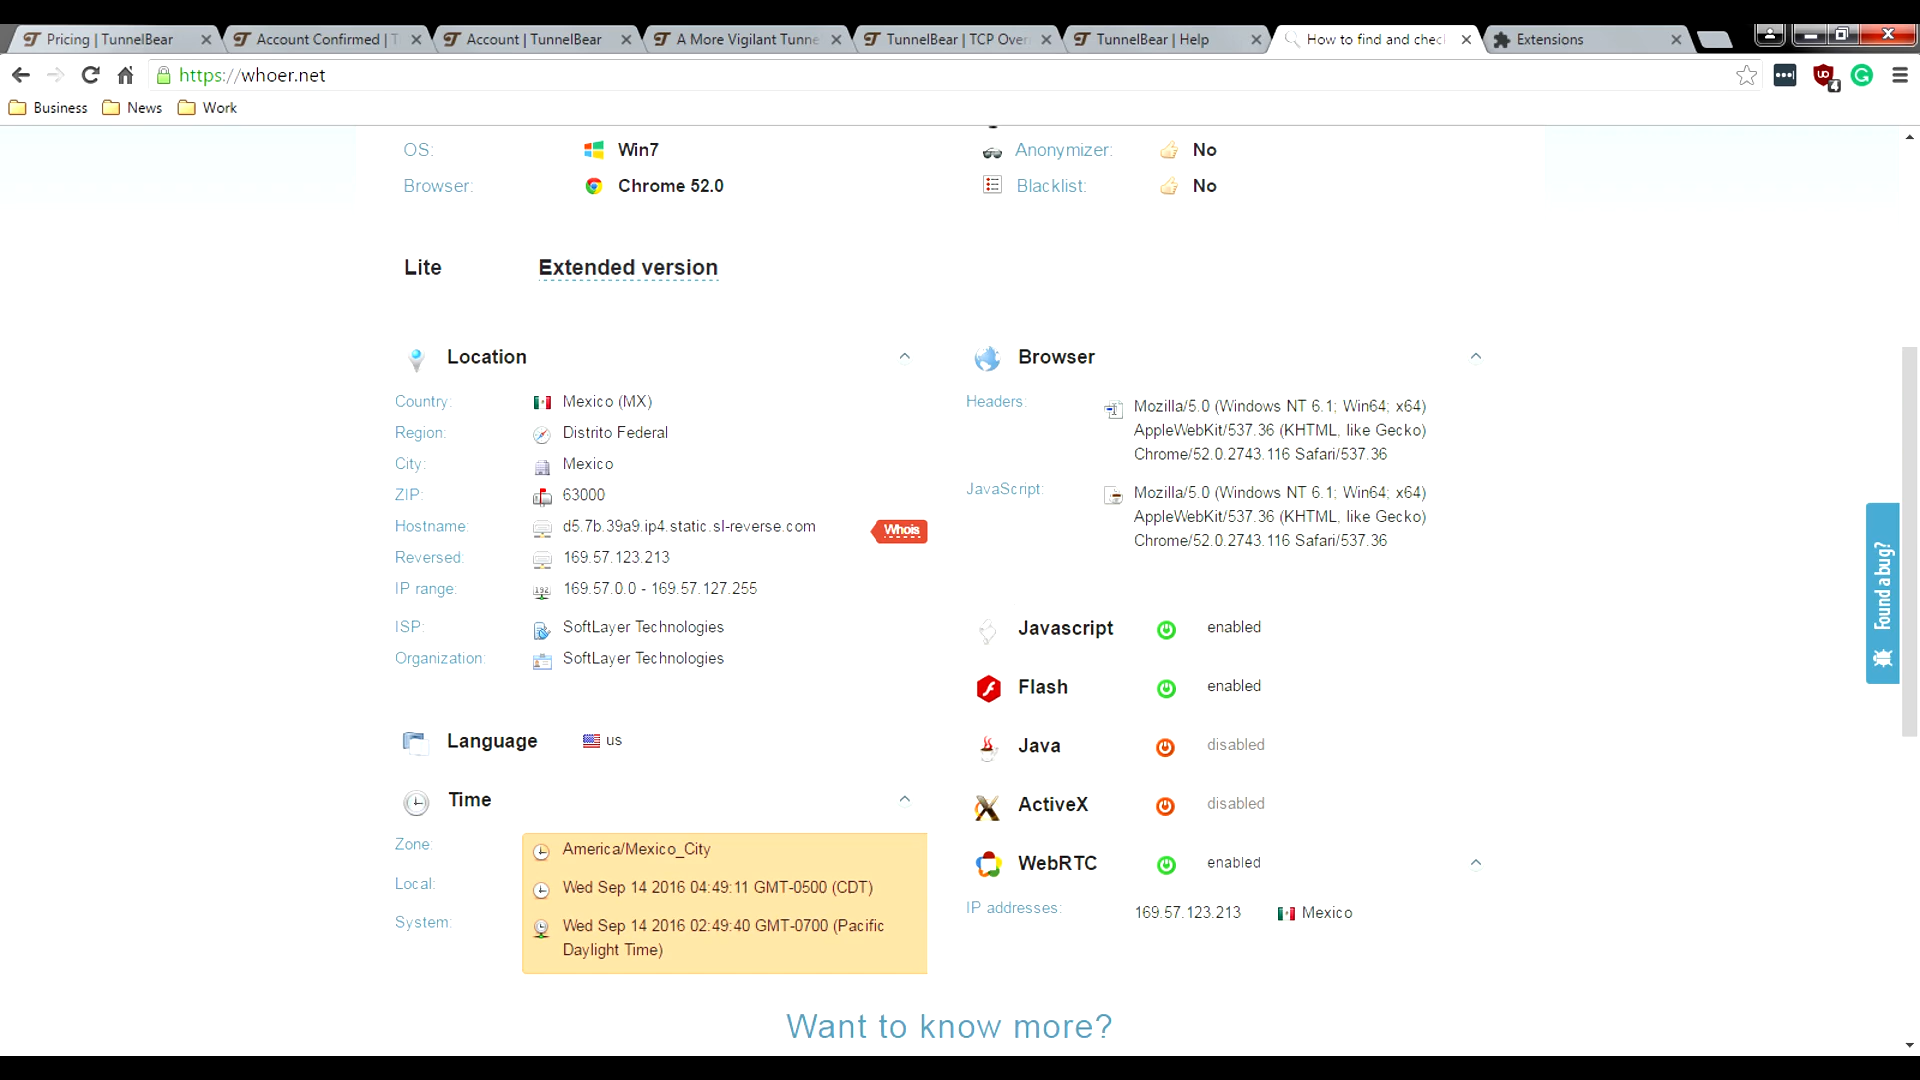 Pricing | TunnelBear
Account Confirmed | T
Account | TunnelBear
A More Vigilant Tunne
TunnelBear | TCP Over
TunnelBear | Help
How to find and chec
Extensions
https://whoer.net
4
Business
News
Work
OS:
Win7
Anonymizer:
No
Browser:
Chrome 52.0
Blacklist:
No
Lite
Extended version
Location
Country:
Mexico (MX)
Region:
Distrito Federal
City:
Mexico
ZIP:
63000
Hostname:
d5.7b.39a9.ip4.static.sl-reverse.com
Whois
Reversed:
169.57.123.213
IP range:
169.57.0.0 - 169.57.127.255
ISP:
SoftLayer Technologies
Organization:
SoftLayer Technologies
Language
us
Time
Zone:
America/Mexico_City
Local:
Wed Sep 14 2016 04:49:11 GMT-0500 (CDT)
System:
Wed Sep 14 2016 02:49:40 GMT-0700 (Pacific
Daylight Time)
Browser
Headers:
Mozilla/5.0 (Windows NT 6.1; Win64; x64)
AppleWebKit/537.36 (KHTML, like Gecko)
Chrome/52.0.2743.116 Safari/537.36
JavaScript:
Mozilla/5.0 (Windows NT 6.1; Win64; x64)
AppleWebKit/537.36 (KHTML, like Gecko)
Chrome/52.0.2743.116 Safari/537.36
Javascript
enabled
Flash
enabled
Java
disabled
ActiveX
disabled
WebRTC
enabled
IP addresses:
169.57.123.213
Mexico
Found a bug?
Want to know more?